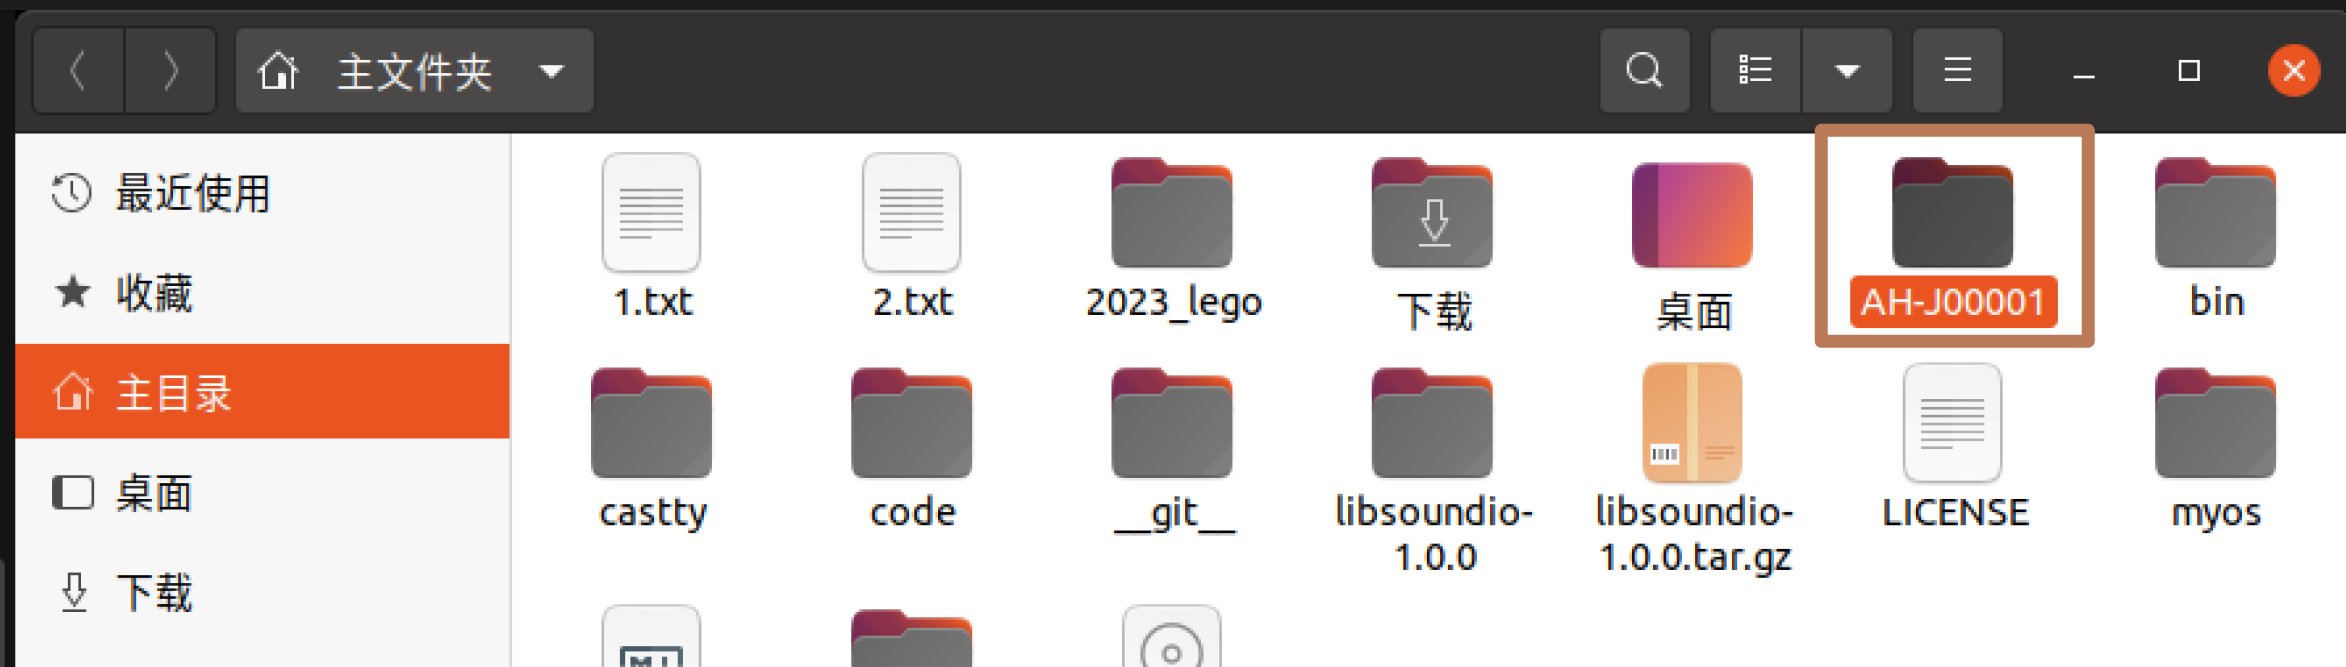 主文件夹
最近使用
收藏
主目录
桌面
下载
1.txt
2.txt
2023_lego
下载
桌面
AH-J00001
bin
castty
code
__git__
libsoundio-
1.0.0
libsoundio-
1.0.0.tar.gz
LICENSE
myos